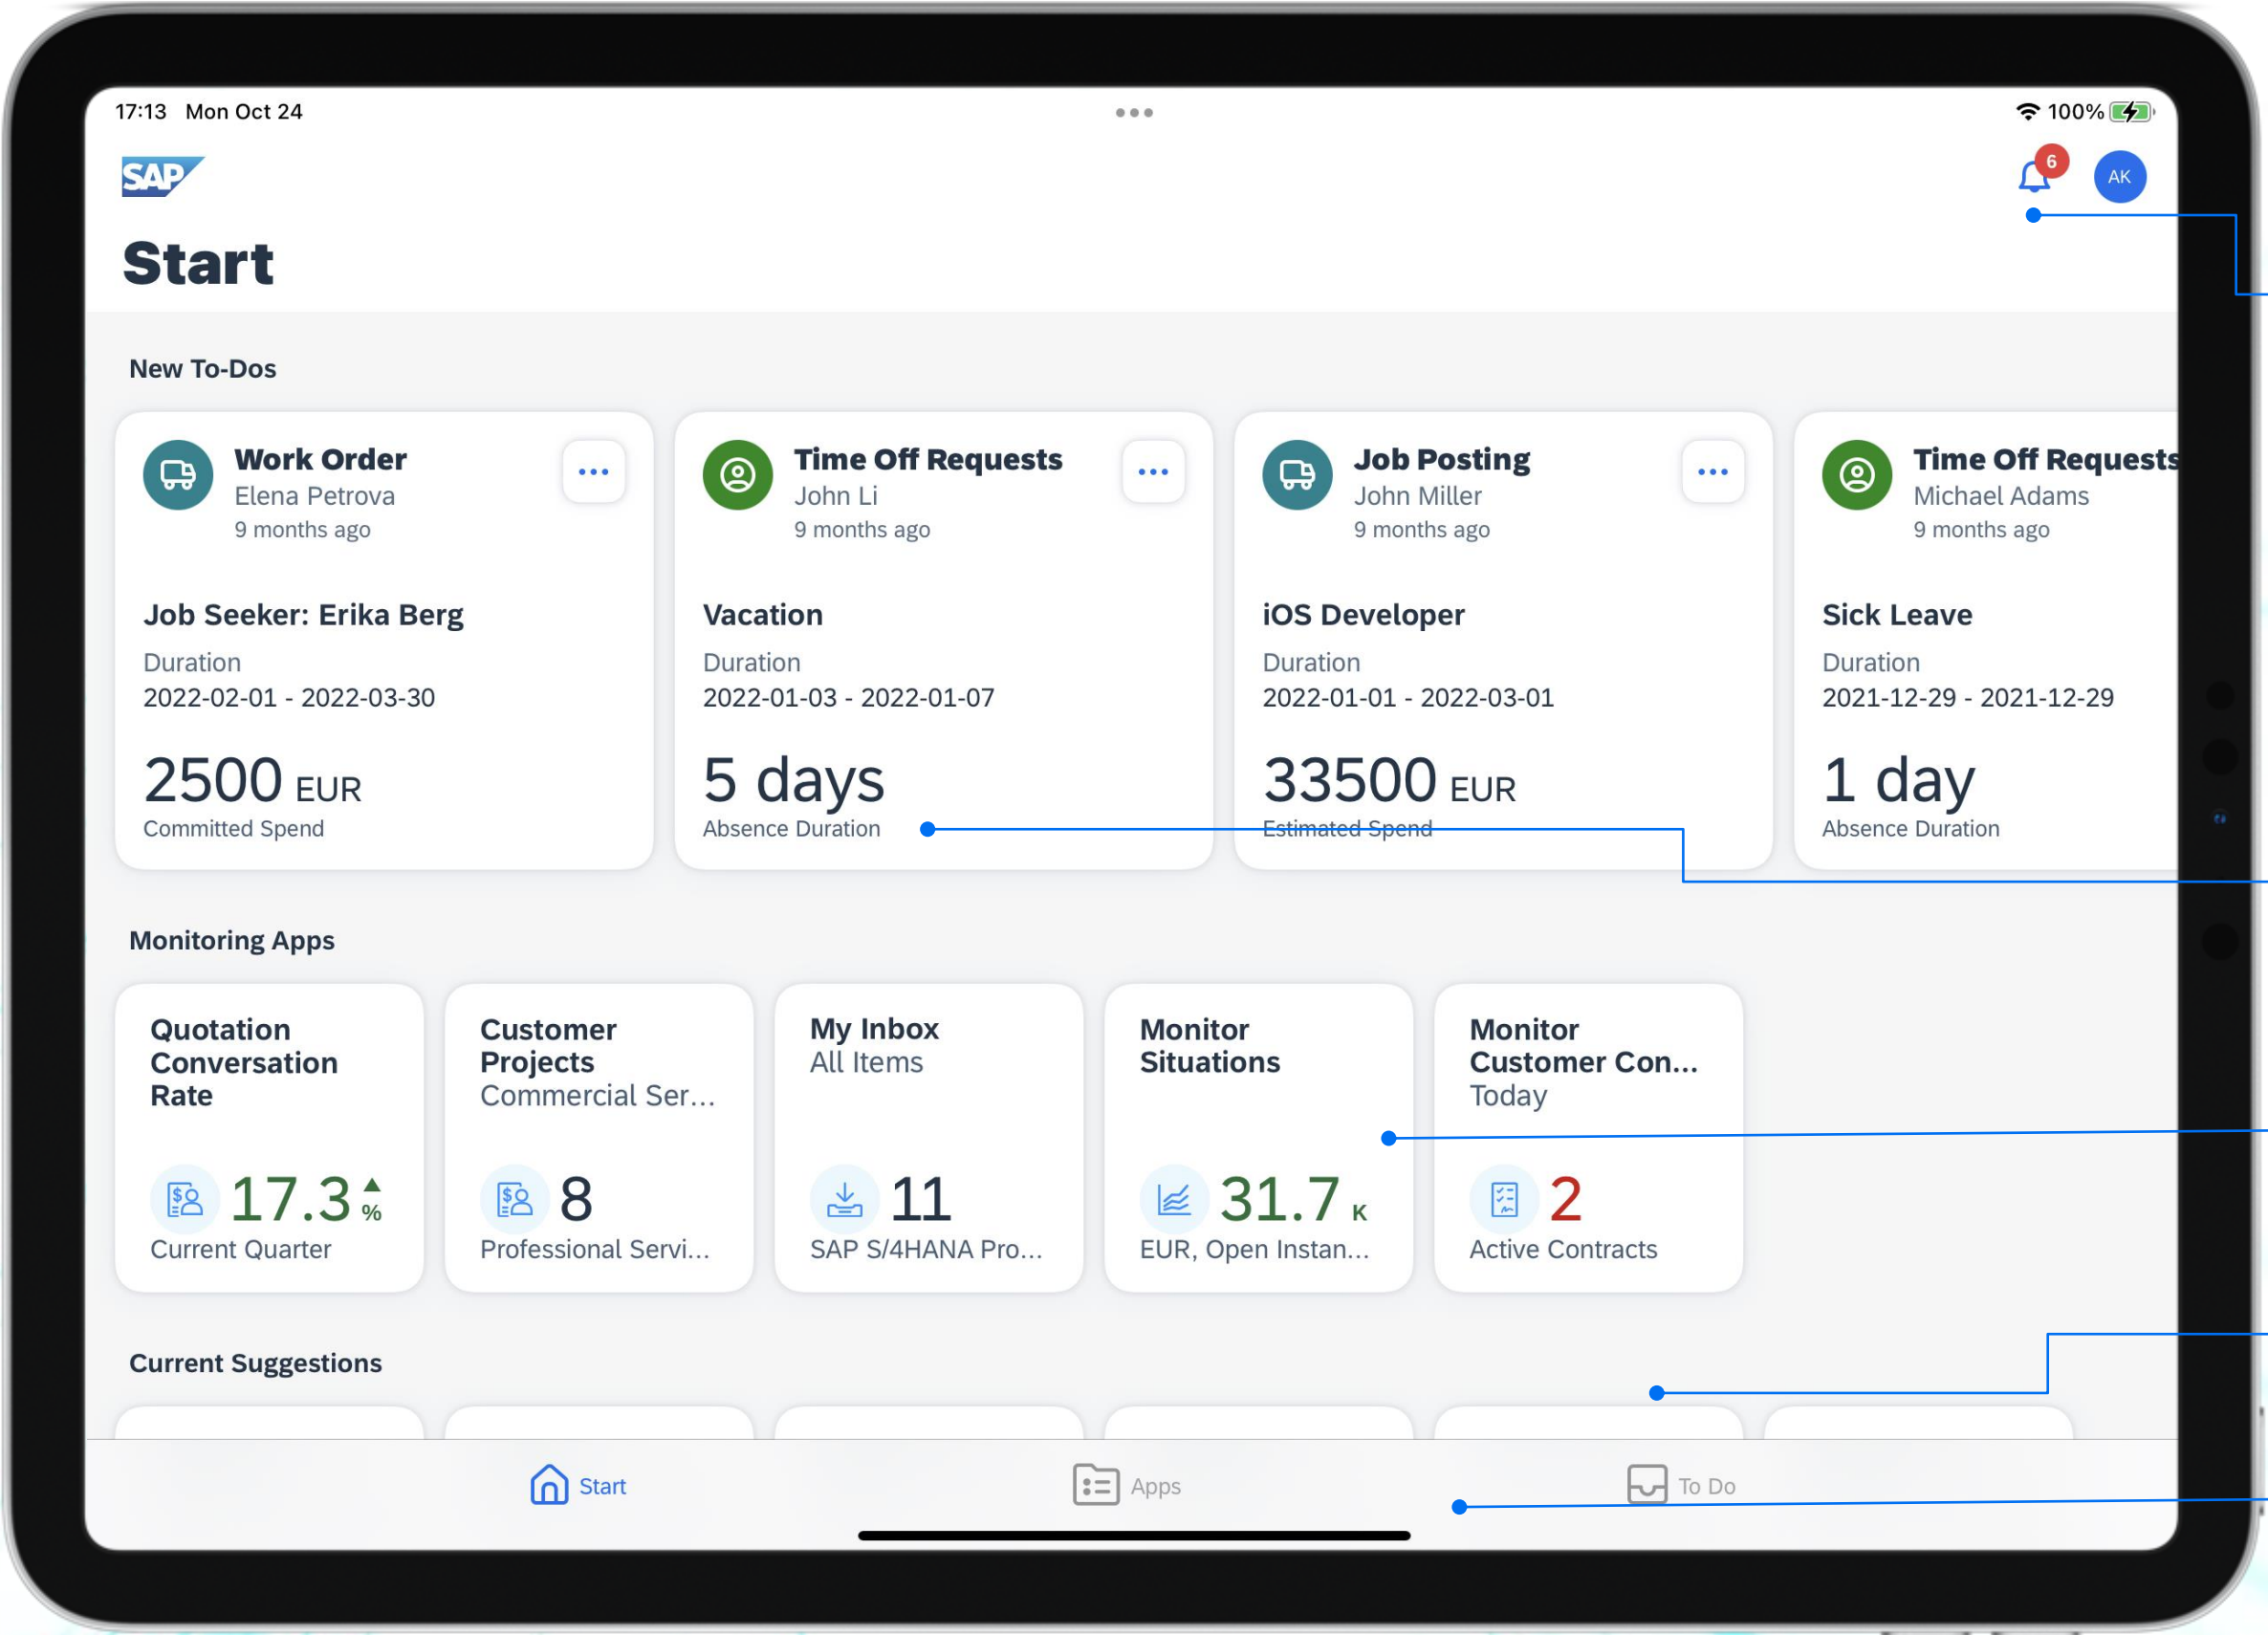 17:13 Mon Oct 24
100%
SAP
6
AK
Start
New To-Dos
Work Order
Elena Petrova
9 months ago
Job Seeker: Erika Berg
Duration
2022-02-01 - 2022-03-30
2500 EUR
Committed Spend
Time Off Requests
John Li
9 months ago
Vacation
Duration
2022-01-03 - 2022-01-07
5 days
Absence Duration
Job Posting
John Miller
9 months ago
iOS Developer
Duration
2022-01-01 - 2022-03-01
33500 EUR
Estimated Spend
Time Off Requests
Michael Adams
9 months ago
Sick Leave
Duration
2021-12-29 - 2021-12-29
1 day
Absence Duration
Monitoring Apps
Quotation
Conversation
Rate
17.3 %
Current Quarter
Customer
Projects
Commercial Ser...
8
Professional Servi...
My Inbox
All Items
11
SAP S/4HANA Pro...
Monitor
Situations
31.7 K
EUR, Open Instan...
Monitor
Customer Con...
Today
2
Active Contracts
Current Suggestions
Start
Apps
To Do